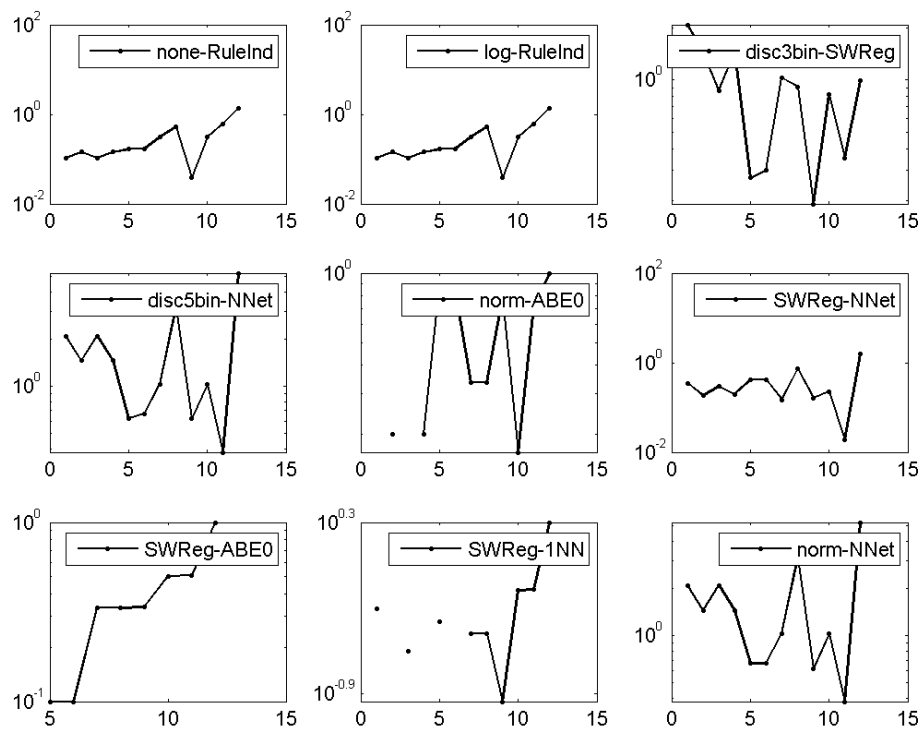 10^2
none-RuleInd
10^0
10^-2
0 5 10 15
10^2
log-RuleInd
10^0
10^-2
0 5 10 15
disc3bin-SWReg
10^0
0 5 10 15
disc5bin-NNet
10^0
0 5 10 15
10^0
norm-ABE0
0 5 10 15
10^2
SWReg-NNet
10^0
10^-2
0 5 10 15
10^0
SWReg-ABE0
10^-1
5 10 15
10^0.3
SWReg-1NN
10^-0.9
0 5 10 15
norm-NNet
10^0
0 5 10 15